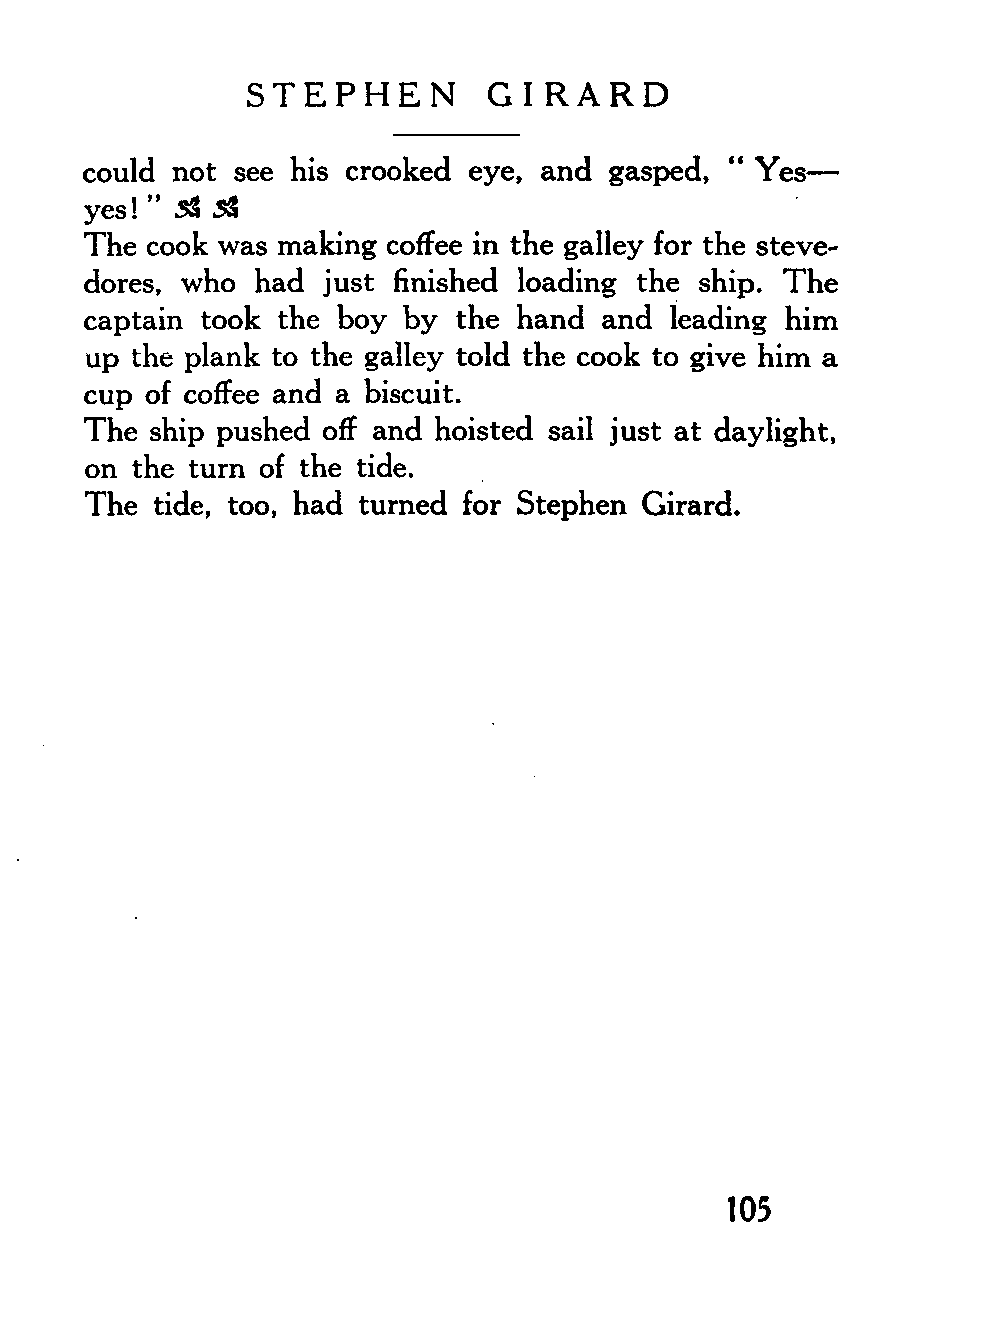 STEPHEN GIRARD
could not see his crooked eye, and gasped, “ Yes—
yes! ”
The cook was making coffee in the galley for the steve-
dores, who had just finished loading the ship. The
captain took the boy by the hand and leading him
up the plank to the galley told the cook to give him a
cup of coffee and a biscuit.
The ship pushed off and hoisted sail just at daylight,
on the turn of the tide.
The tide, too, had turned for Stephen Girard.
105